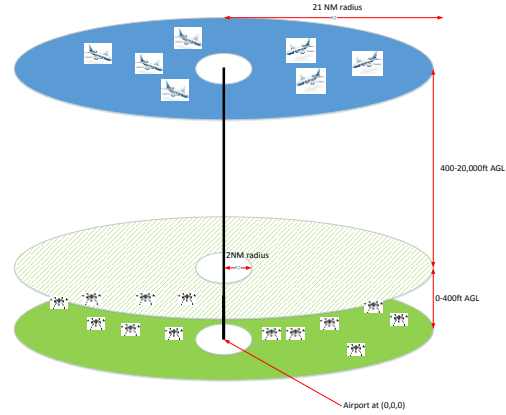 21 NM radius
400-20,000ft AGL
2NM radius
0-400ft AGL
Airport at (0,0,0)